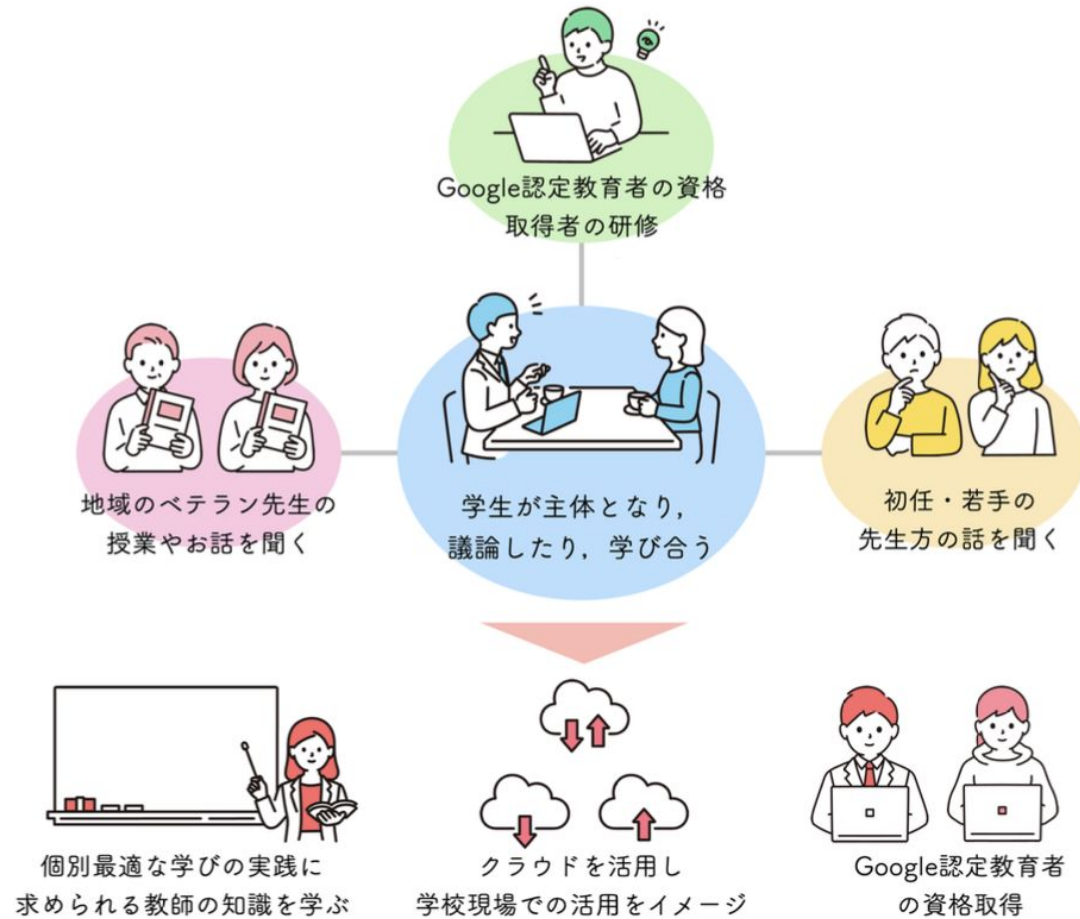 Google認定教育者の資格
取得者の研修
地域のベテラン先生の
授業やお話を聞く
学生が主体となり，
議論したり，学び合う
初任・若手の
先生方の話を聞く
個別最適な学びの実践に
求められる教師の知識を学ぶ
クラウドを活用し
学校現場での活用をイメージ
Google認定教育者
の資格取得